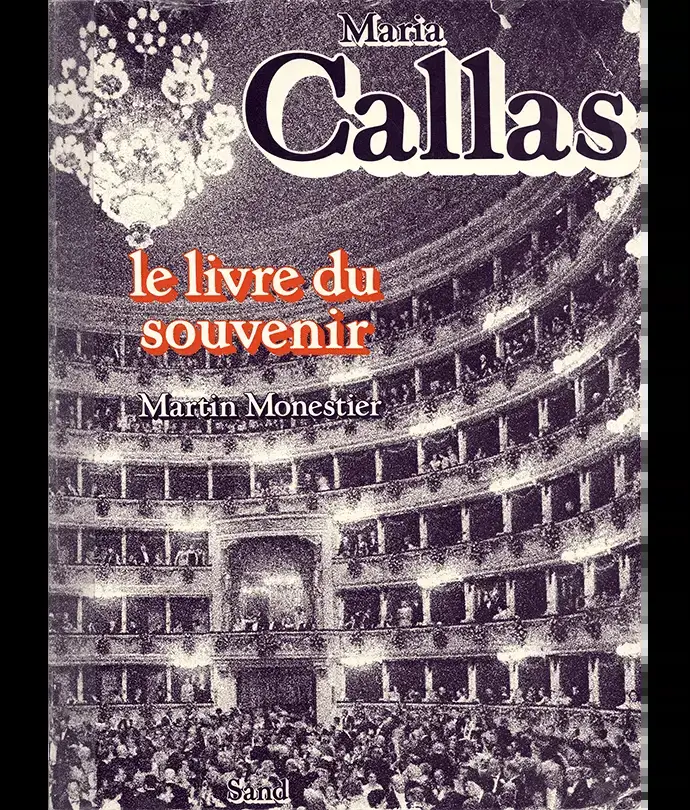 Maria
Callas
le livre du
souvenir
Martin Monestier
Sand